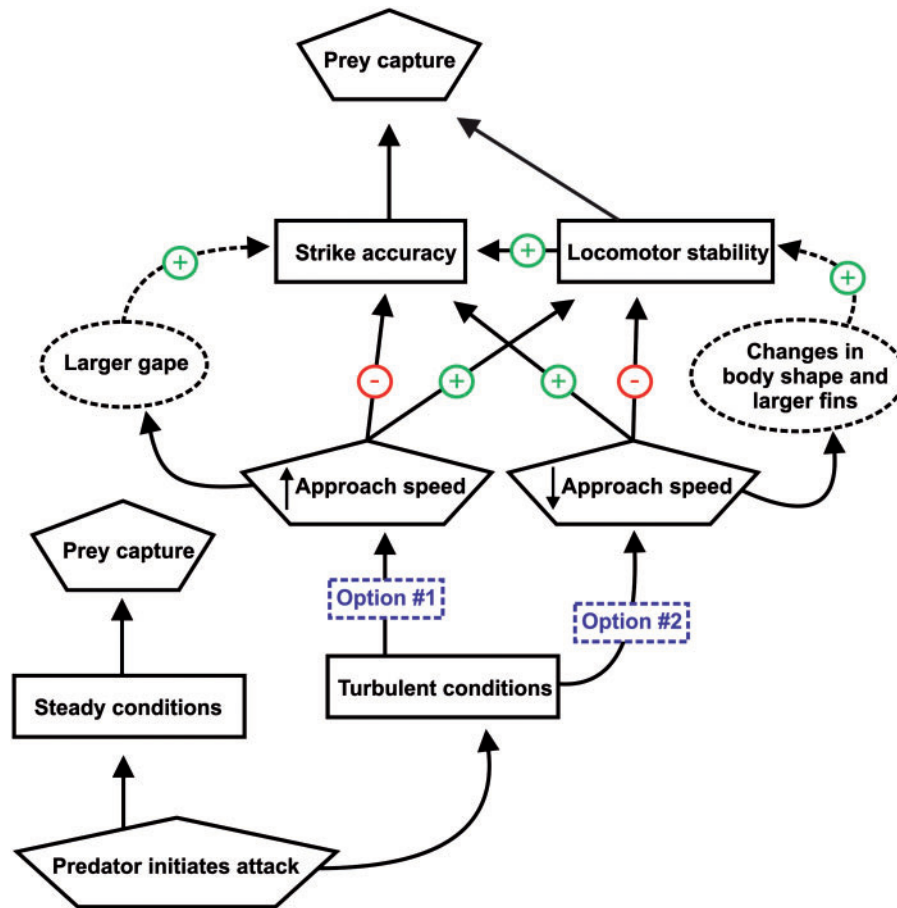 Prey capture
Strike accuracy
+
Locomotor stability
+
+
Larger gape
Changes in
body shape and
larger fins
-
+
+
-
↑ Approach speed
↓ Approach speed
Prey capture
Option #1
Option #2
Steady conditions
Turbulent conditions
Predator initiates attack